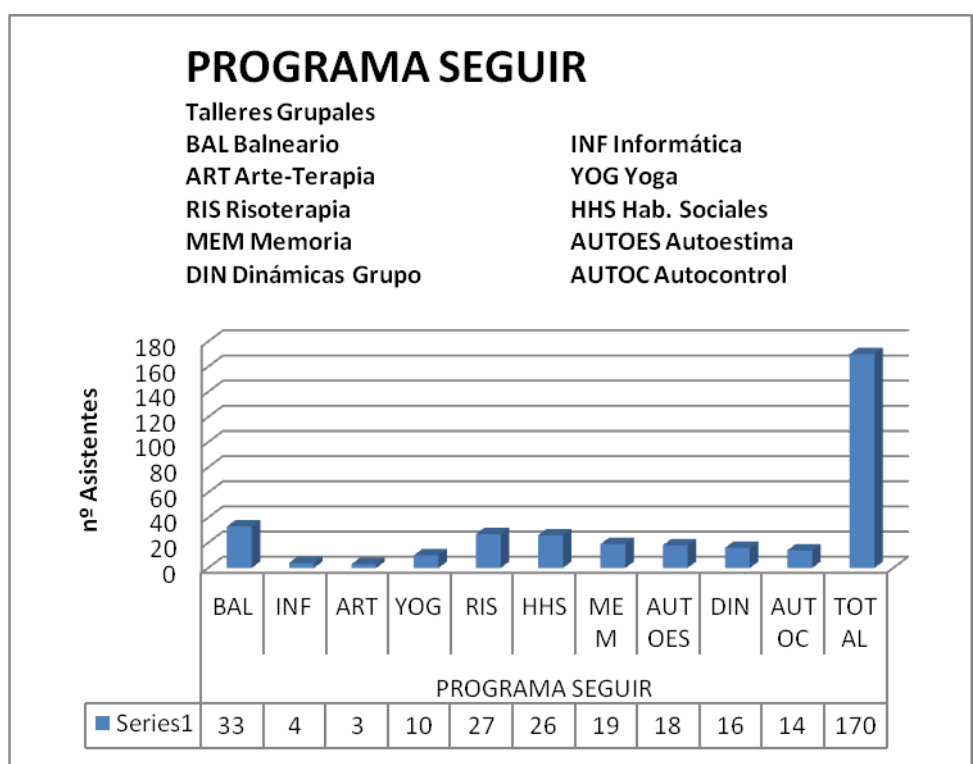 PROGRAMA SEGUIR
Talleres Grupales
BAL Balneario INF Informática
ART Arte-Terapia YOG Yoga
RIS Risoterapia HHS Hab. Sociales
MEM Memoria AUTOES Autoestima
DIN Dinámicas Grupo AUTOC Autocontrol
nº Asistentes
180
160
140
120
100
80
60
40
20
0
BAL INF ART YOG RIS HHS ME AUT DIN AUT TOT
M OES OC AL
PROGRAMA SEGUIR
Series1 33 4 3 10 27 26 19 18 16 14 170